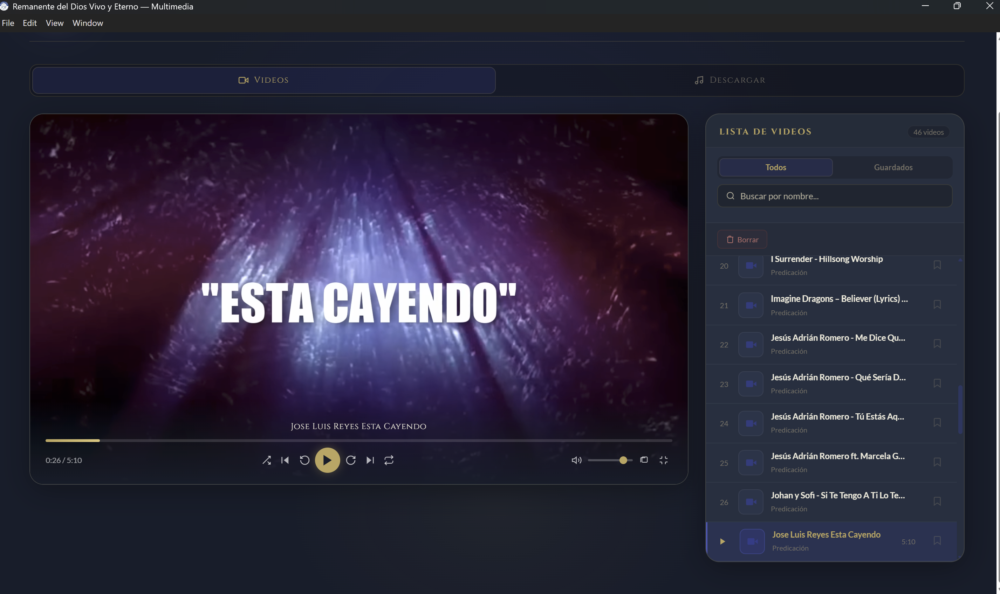 Remanente del Dios Vivo y Eterno — Multimedia
File Edit View Window
Videos
Descargar
LISTA DE VIDEOS
46 videos
Todos
Guardados
Buscar por nombre...
Borrar
20
I Surrender - Hillsong Worship
Predicación
21
Imagine Dragons – Believer (Lyrics) ...
Predicación
22
Jesús Adrián Romero - Me Dice Qu...
Predicación
23
Jesús Adrián Romero - Qué Sería D...
Predicación
24
Jesús Adrián Romero - Tú Estás Aq...
Predicación
25
Jesús Adrián Romero ft. Marcela G...
Predicación
26
Johan y Sofi - Si Te Tengo A Ti Lo Te...
Predicación
Jose Luis Reyes Esta Cayendo
5:10
Predicación
"ESTA CAYENDO"
Jose Luis Reyes Esta Cayendo
0:26 / 5:10